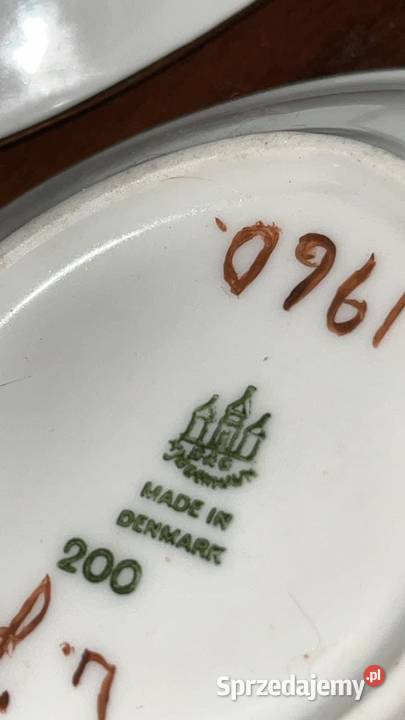 1960.
B & G
MADE IN
DENMARK
200
Sprzedajemy.pl